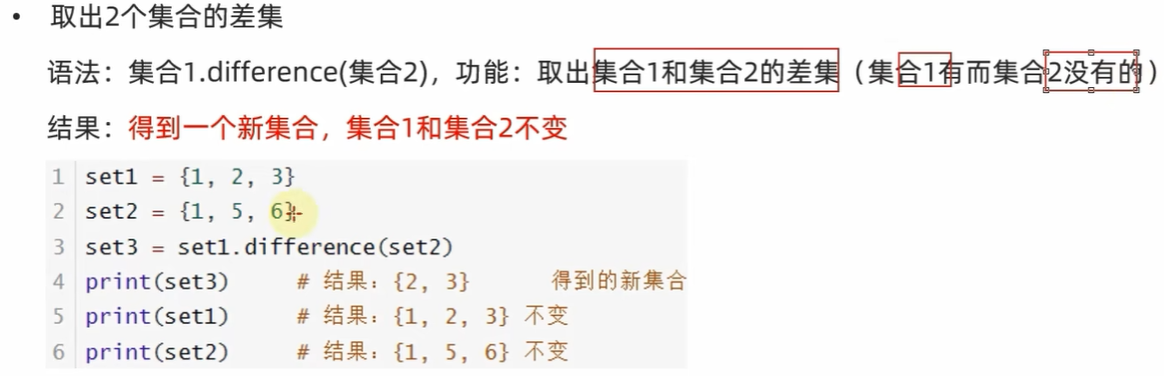 • 取出2个集合的差集
语法：集合1.difference(集合2)，功能：取出集合1和集合2的差集（集合1有而集合2没有的）
结果：得到一个新集合，集合1和集合2不变
1 set1 = {1, 2, 3}
2 set2 = {1, 5, 6}
3 set3 = set1.difference(set2)
4 print(set3) # 结果：{2, 3} 得到的新集合
5 print(set1) # 结果：{1, 2, 3} 不变
6 print(set2) # 结果：{1, 5, 6} 不变